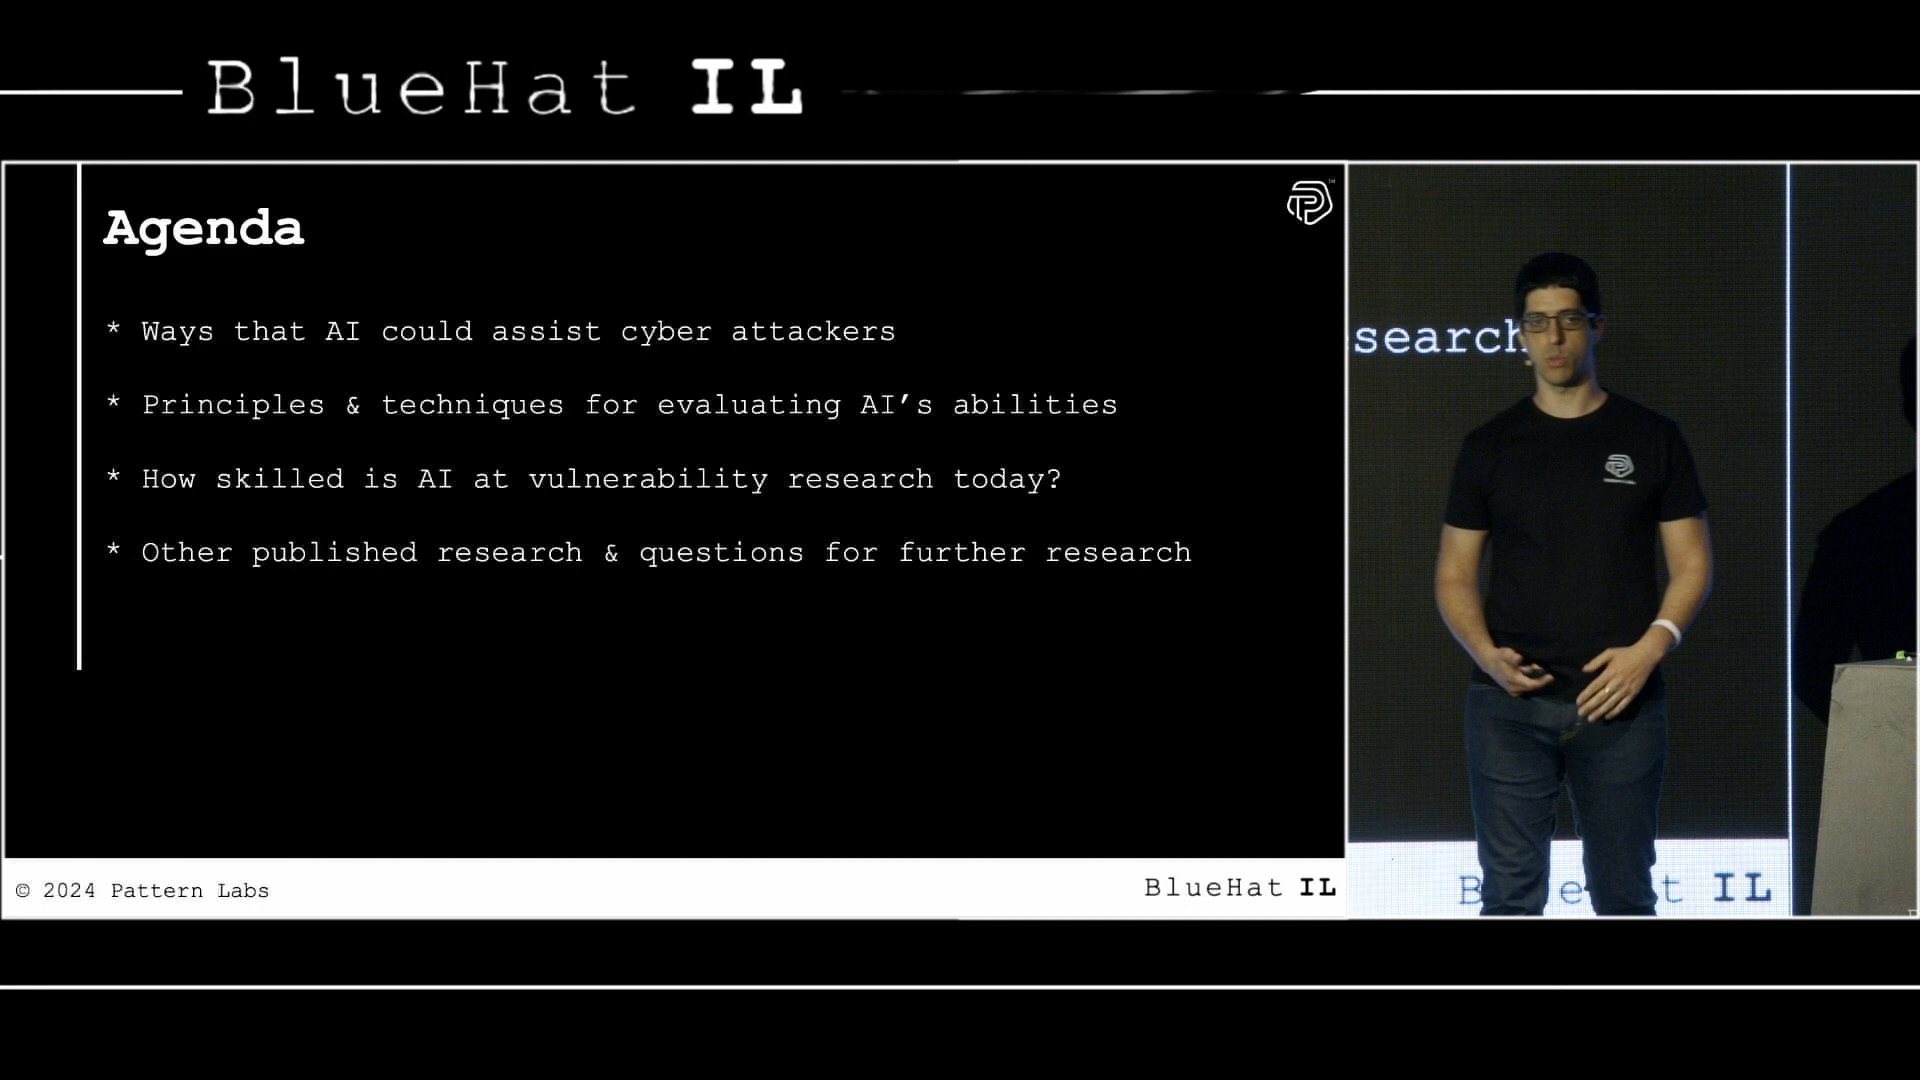 BlueHat IL
Agenda
* Ways that AI could assist cyber attackers
* Principles & techniques for evaluating AI’s abilities
* How skilled is AI at vulnerability research today?
* Other published research & questions for further research
© 2024 Pattern Labs
BlueHat IL
search
IL